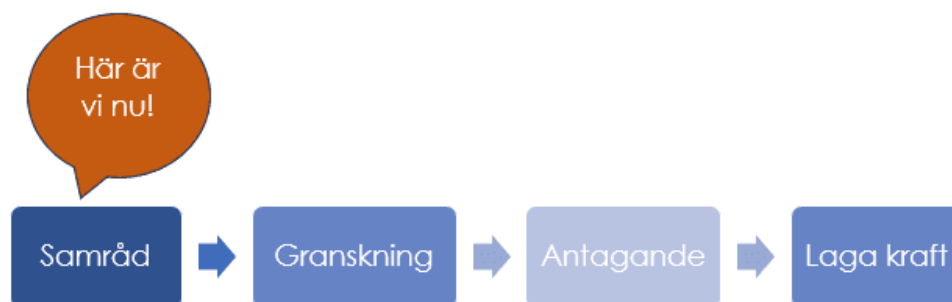 Här är
vi nu!
Samråd
Granskning
Antagande
Laga kraft